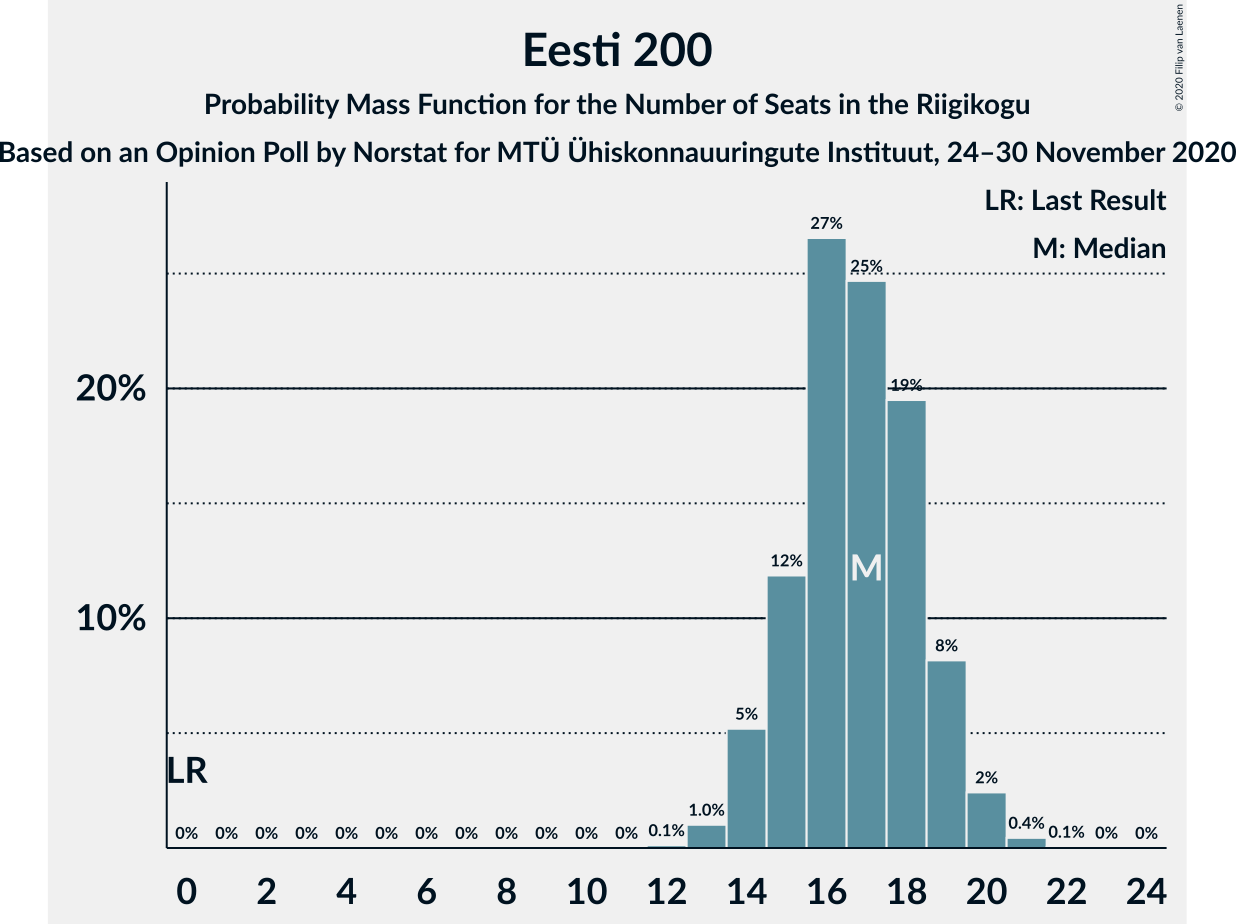 Eesti 200
Probability Mass Function for the Number of Seats in the Riigikogu
Based on an Opinion Poll by Norstat for MTÜ Ühiskonnauuringute Instituut, 24–30 November 2020
© 2020 Filip van Laenen
LR: Last Result
M: Median
27%
25%
20%
19%
12%
M
10%
8%
5%
LR
2%
0% 0% 0% 0% 0% 0% 0% 0% 0% 0% 0% 0% 0.1% 1.0% 0.4% 0.1% 0% 0%
0 2 4 6 8 10 12 14 16 18 20 22 24